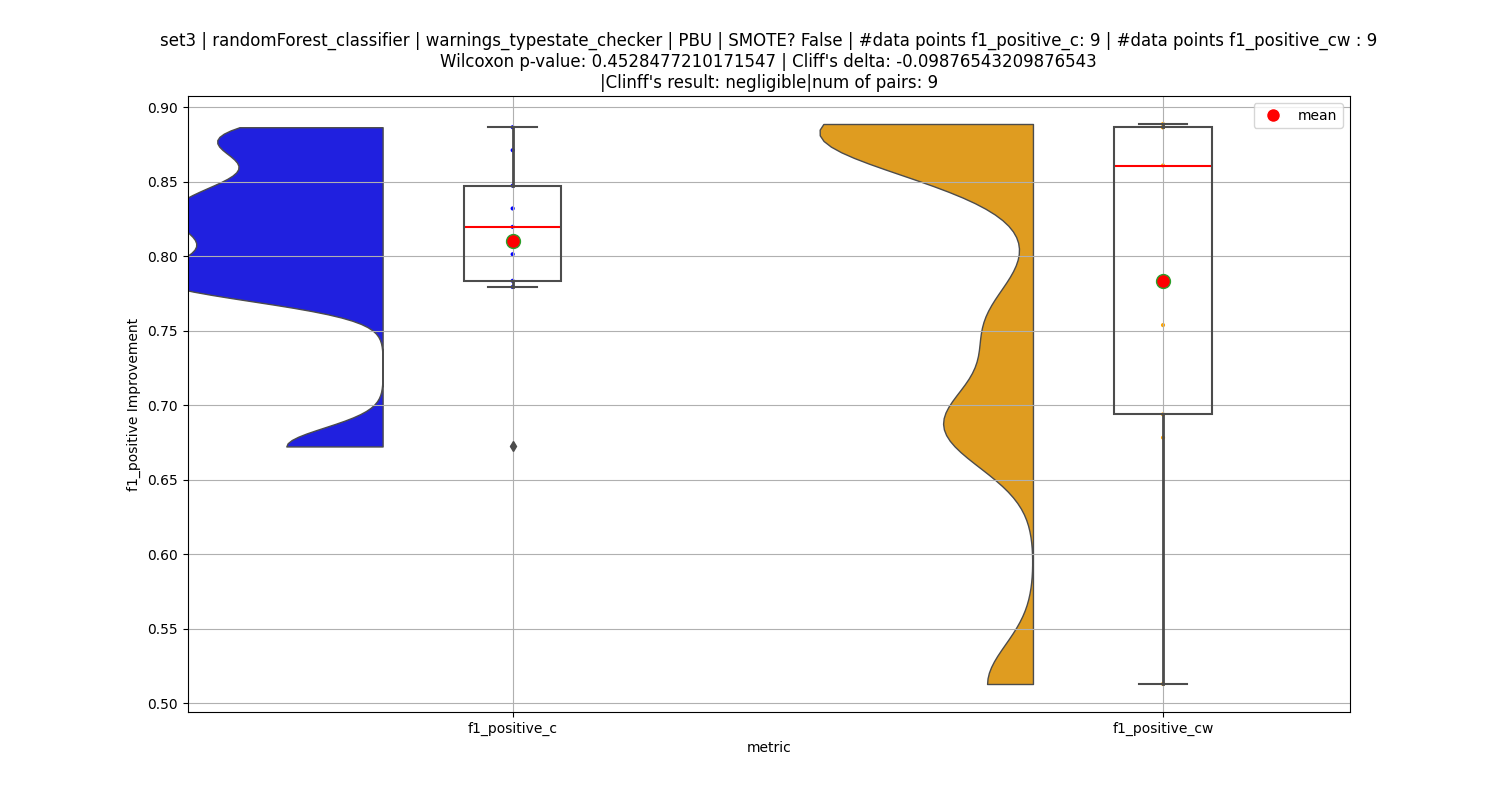 set3 | randomForest_classifier | warnings_typestate_checker | PBU | SMOTE? False | #data points f1_positive_c: 9 | #data points f1_positive_cw : 9
Wilcoxon p-value: 0.4528477210171547 | Cliff's delta: -0.09876543209876543
|Clinff's result: negligible|num of pairs: 9
mean
0.90
0.85
0.80
0.75
0.70
0.65
0.60
0.55
0.50
f1_positive Improvement
f1_positive_c
f1_positive_cw
metric